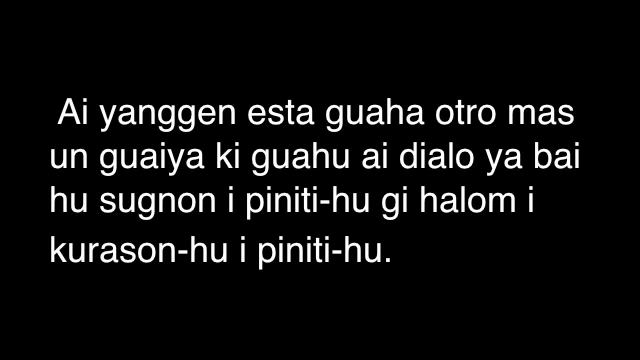 Ai yanggen esta guaha otro mas
un guaiya ki guahu ai dialo ya bai
hu sugnon i piniti-hu gi halom i
kurason-hu i piniti-hu.